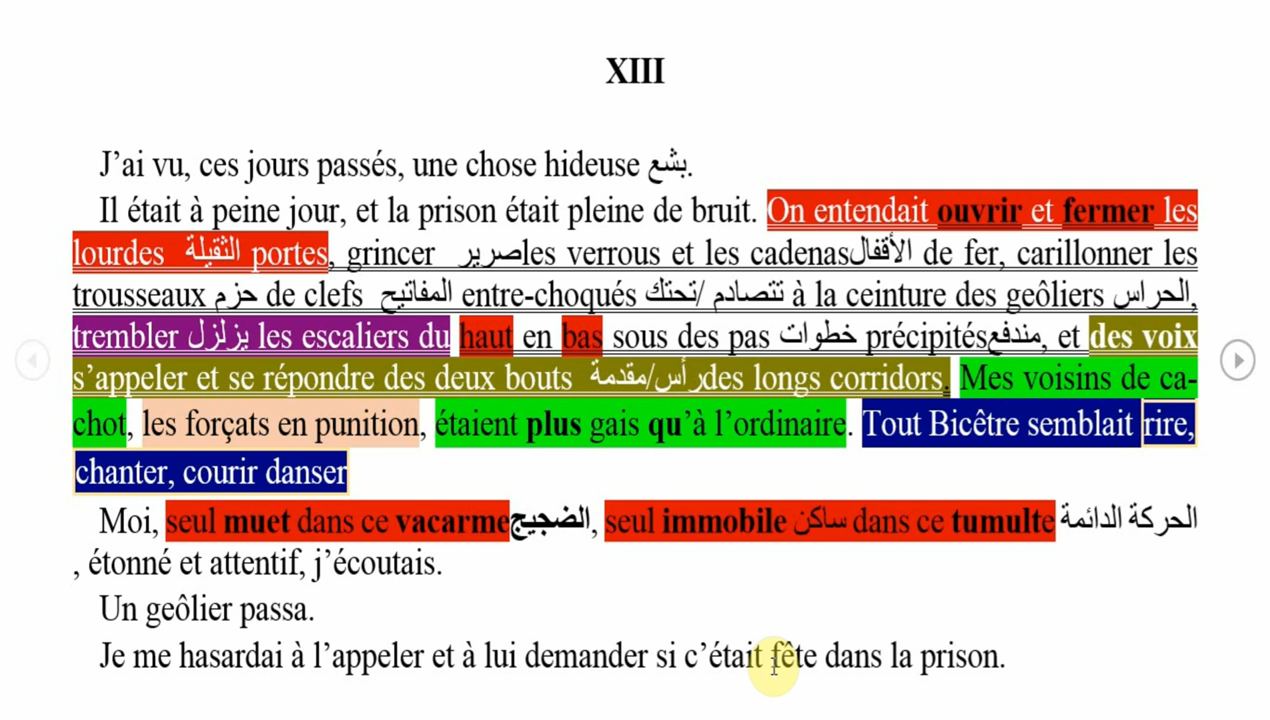 XIII
J’ai vu, ces jours passés, une chose hideuse بشع.
Il était à peine jour, et la prison était pleine de bruit. On entendait ouvrir et fermer les
lourdes الثقيلة portes, grincer صرير les verrous et les cadenas الأقفال de fer, carillonner les
trousseaux حزم de clefs المفاتيح entre-choqués تتصادم /تحتك à la ceinture des geôliers الحراس,
trembler يزلزل les escaliers du haut en bas sous des pas خطوات précipités مندفع, et des voix
s’appeler et se répondre des deux bouts رأس/مقدمة des longs corridors. Mes voisins de ca-
chot, les forçats en punition, étaient plus gais qu’à l’ordinaire. Tout Bicêtre semblait rire,
chanter, courir danser
Moi, seul muet dans ce vacarme الضجيج, seul immobile ساكن dans ce tumulte الحركة الدائمة
, étonné et attentif, j’écoutais.
Un geôlier passa.
Je me hasardai à l’appeler et à lui demander si c’était fête dans la prison.